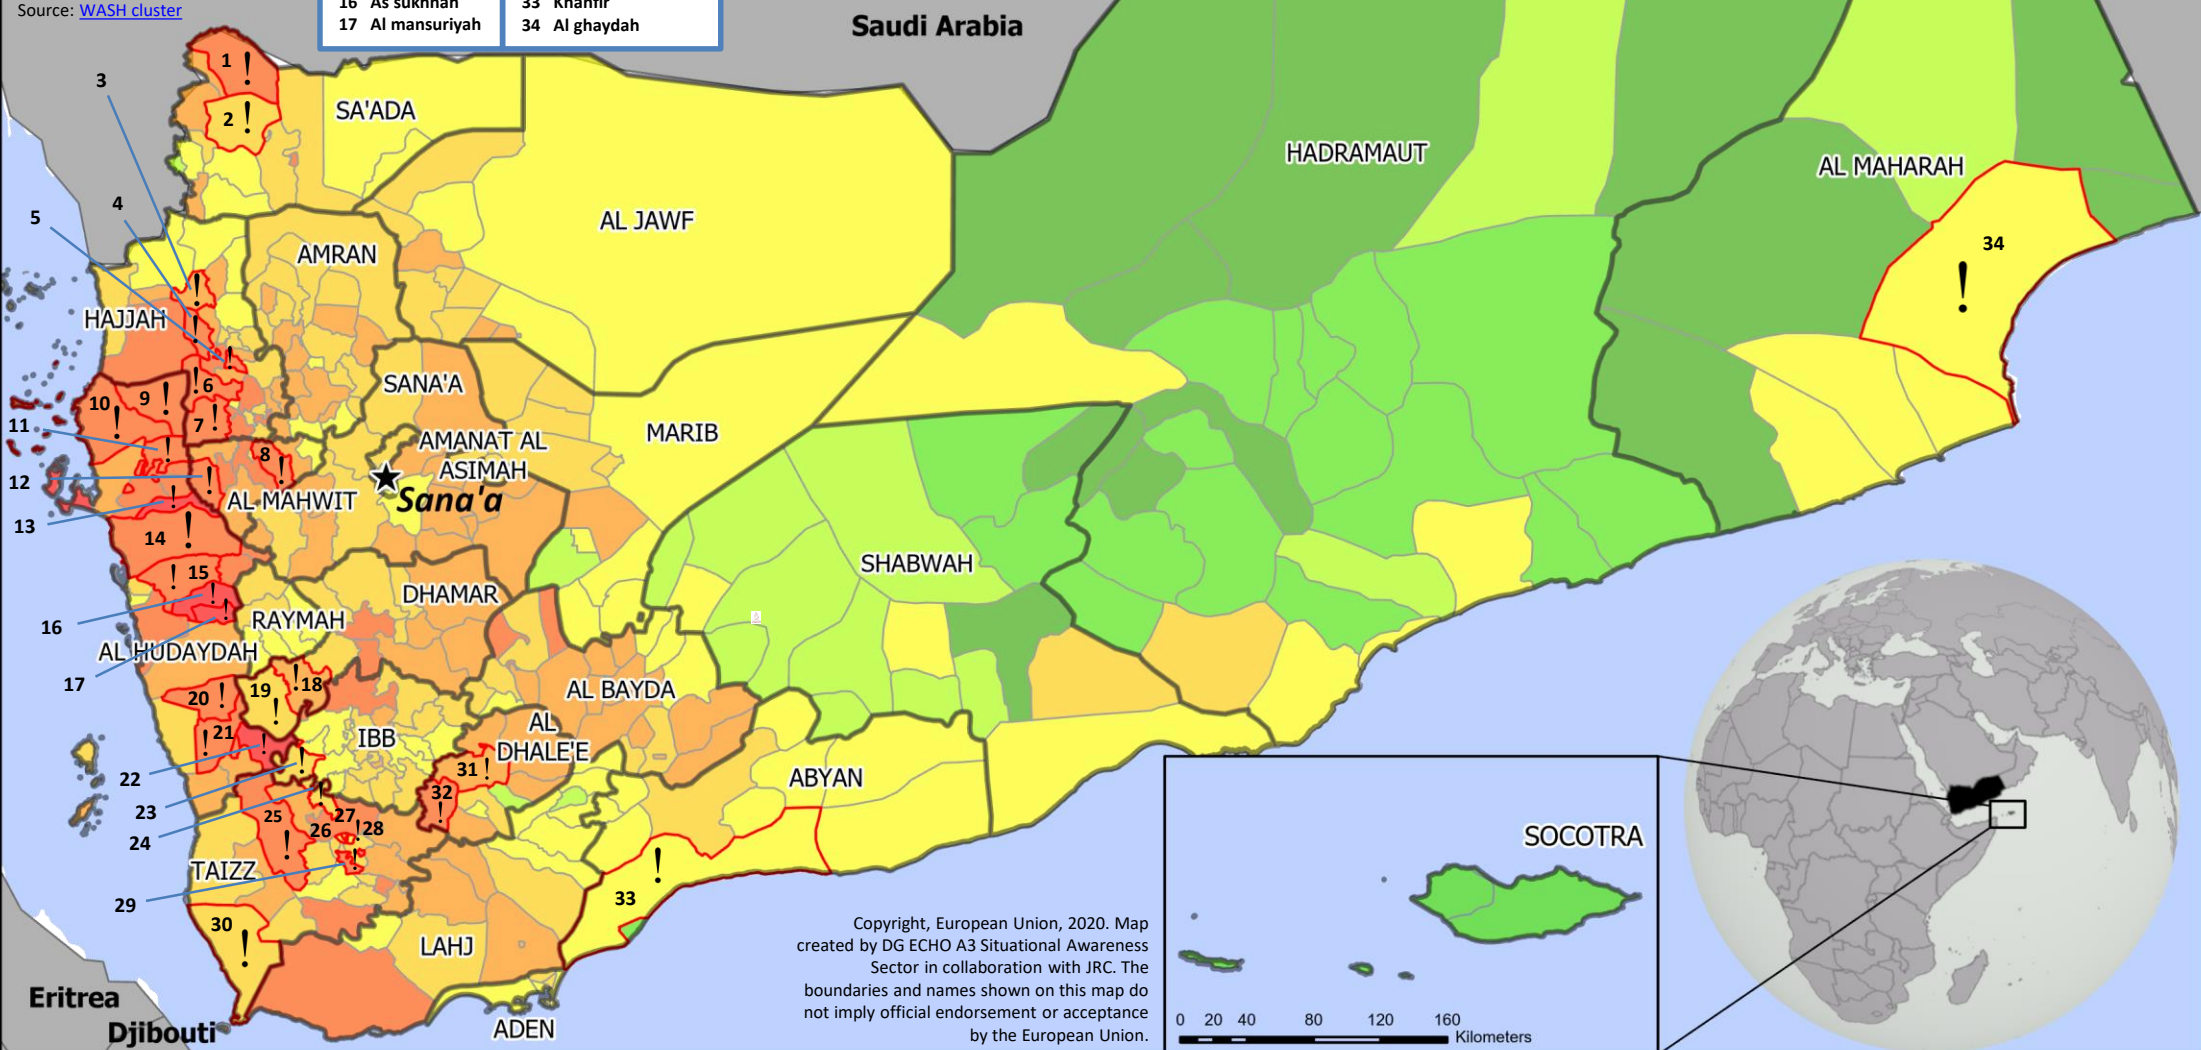 Source: WASH cluster
16 As sukhnah
17 Al mansuriyah
33 Khanfir
34 Al ghaydah
Saudi Arabia
1
3
2
SA'ADA
HADRAMAUT
AL MAHARAH
4
5
AL JAWF
34
AMRAN
HAJJAH
SANA'A
6
9
10
7
11
MARIB
AMANAT AL
ASIMAH
8
12
Sana'a
AL MAHWIT
13
14
SHABWAH
15
DHAMAR
16
RAYMAH
AL HUDAYDAH
17
18
19
20
AL BAYDA
21
IBB
AL
DHALE'E
31
22
ABYAN
32
23
25
27
26
28
24
SOCOTRA
TAIZZ
29
33
30
LAHJ
Copyright, European Union, 2020. Map
created by DG ECHO A3 Situational Awareness
Sector in collaboration with JRC. The
boundaries and names shown on this map do
not imply official endorsement or acceptance
by the European Union.
Eritrea
Djibouti
ADEN
0 20 40 80 120 160
Kilometers